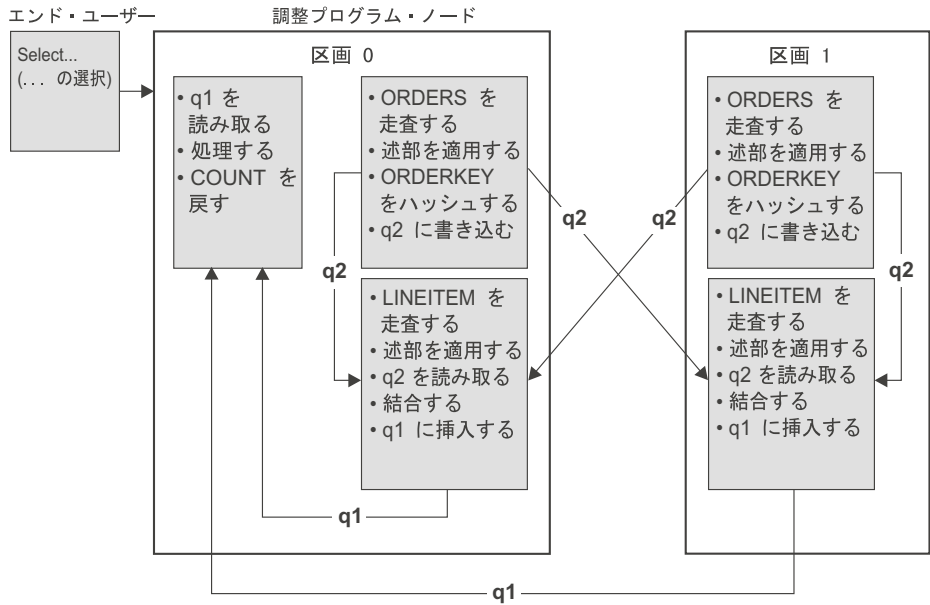 エンド・ユーザー
調整プログラム・ノード
Select...
(... の選択)
区画 0
• q1 を
読み取る
• 処理する
• COUNT を
戻す
• ORDERS を
走査する
• 述部を適用する
• ORDERKEY
をハッシュする
• q2 に書き込む
q2
• LINEITEM を
走査する
• 述部を適用する
• q2 を読み取る
• 結合する
• q1 に挿入する
q1
q2
q2
区画 1
• ORDERS を
走査する
• 述部を適用する
• ORDERKEY
をハッシュする
• q2 に書き込む
q2
• LINEITEM を
走査する
• 述部を適用する
• q2 を読み取る
• 結合する
• q1 に挿入する
q1